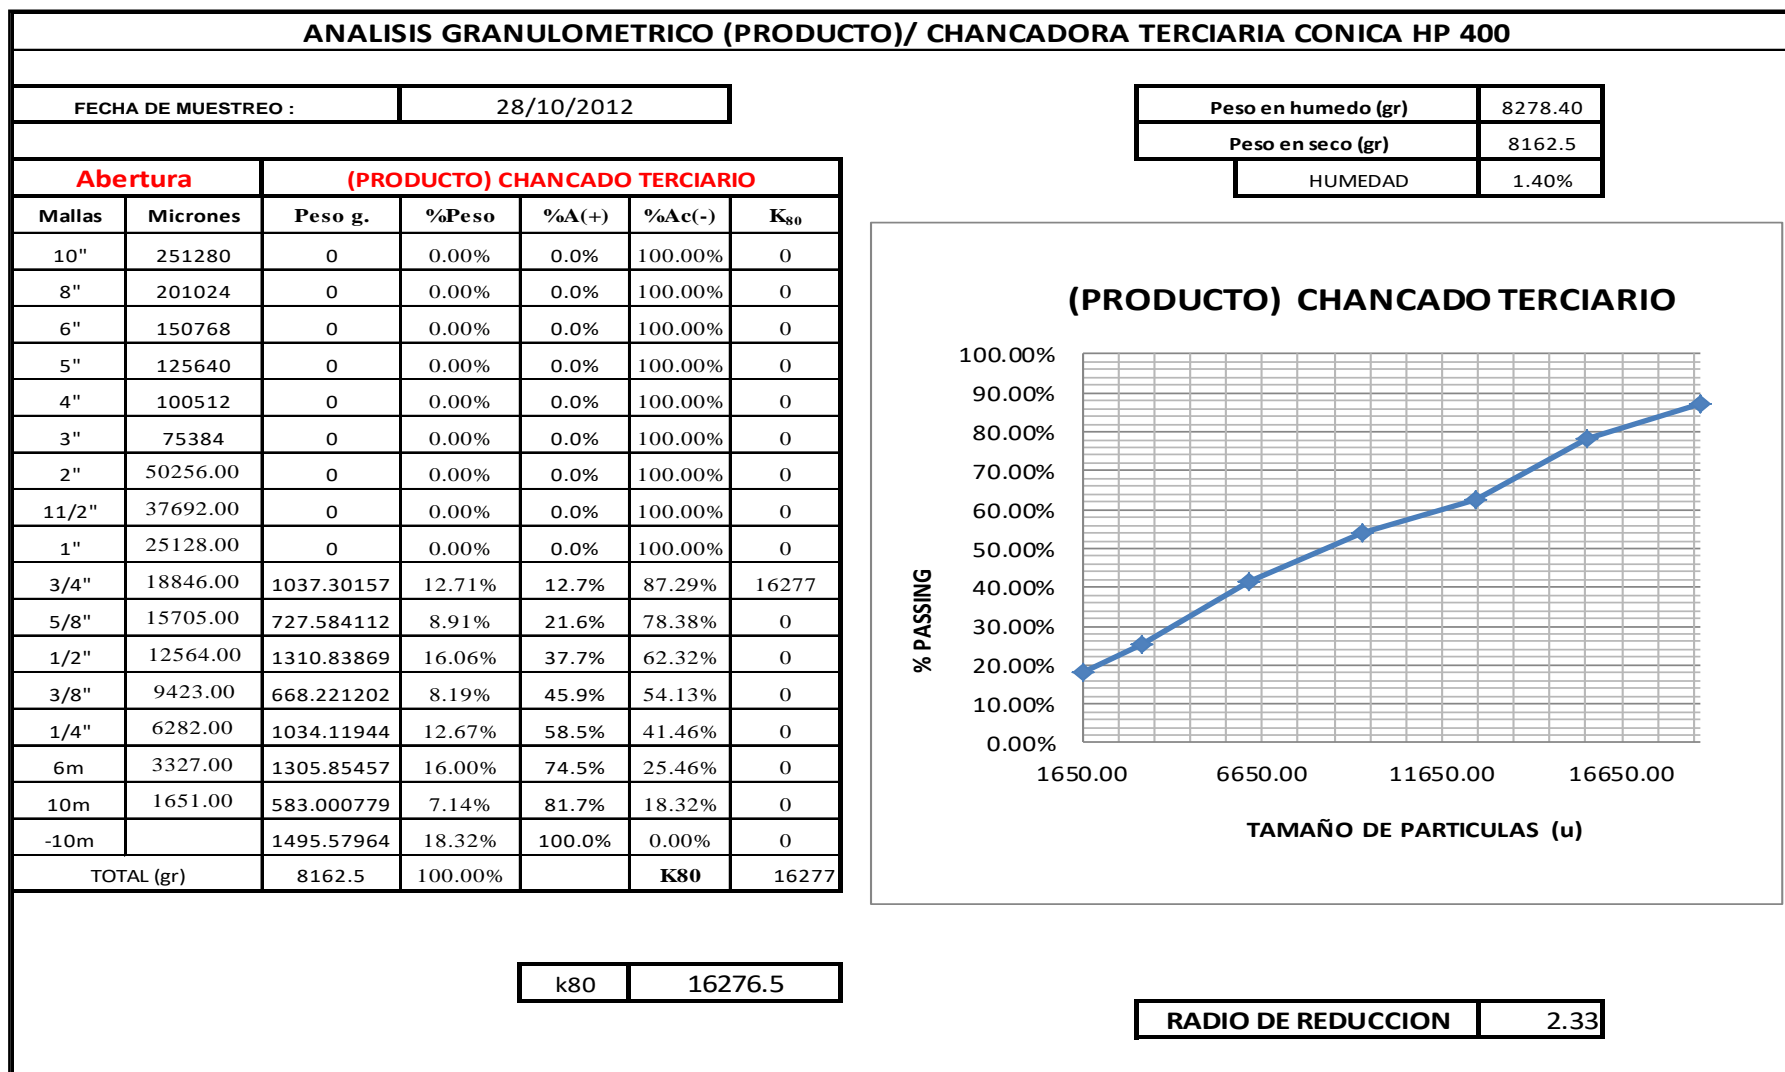 ANALISIS GRANULOMETRICO (PRODUCTO)/ CHANCADORA TERCIARIA CONICA HP 400
FECHA DE MUESTREO : 28/10/2012
Peso en humedo (gr) 8278.40
Peso en seco (gr) 8162.5
HUMEDAD 1.40%
Abertura (PRODUCTO) CHANCADO TERCIARIO
Mallas Micrones Peso g. %Peso %A(+) %Ac(-) K80
10" 251280 0 0.00% 0.0% 100.00% 0
8" 201024 0 0.00% 0.0% 100.00% 0
6" 150768 0 0.00% 0.0% 100.00% 0
5" 125640 0 0.00% 0.0% 100.00% 0
4" 100512 0 0.00% 0.0% 100.00% 0
3" 75384 0 0.00% 0.0% 100.00% 0
2" 50256.00 0 0.00% 0.0% 100.00% 0
11/2" 37692.00 0 0.00% 0.0% 100.00% 0
1" 25128.00 0 0.00% 0.0% 100.00% 0
3/4" 18846.00 1037.30157 12.71% 12.7% 87.29% 16277
5/8" 15705.00 727.584112 8.91% 21.6% 78.38% 0
1/2" 12564.00 1310.83869 16.06% 37.7% 62.32% 0
3/8" 9423.00 668.221202 8.19% 45.9% 54.13% 0
1/4" 6282.00 1034.11944 12.67% 58.5% 41.46% 0
6m 3327.00 1305.85457 16.00% 74.5% 25.46% 0
10m 1651.00 583.000779 7.14% 81.7% 18.32% 0
-10m 1495.57964 18.32% 100.0% 0.00% 0
TOTAL (gr) 8162.5 100.00% K80 16277
(PRODUCTO) CHANCADO TERCIARIO
100.00%
90.00%
80.00%
70.00%
60.00%
50.00%
40.00%
30.00%
20.00%
10.00%
0.00%
% PASSING
1650.00 6650.00 11650.00 16650.00
TAMAÑO DE PARTICULAS (u)
k80 16276.5
RADIO DE REDUCCION 2.33